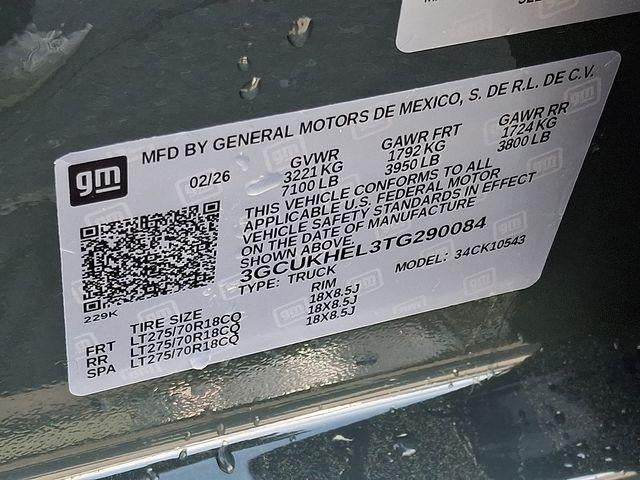 gm
MFD BY GENERAL MOTORS DE MEXICO, S. DE R.L. DE C.V.
02/26
GVWR GAWR FRT GAWR RR
3221 KG 1792 KG 1724 KG
7100 LB 3950 LB 3800 LB
THIS VEHICLE CONFORMS TO ALL
APPLICABLE U.S. FEDERAL MOTOR
VEHICLE SAFETY STANDARDS IN EFFECT
ON THE DATE OF MANUFACTURE
SHOWN ABOVE.
3GCUKHEL3TG290084
TYPE: TRUCK MODEL: 34CK10543
229K
TIRE SIZE RIM
FRT LT275/70R18CQ 18X8.5J
RR LT275/70R18CQ 18X8.5J
SPA LT275/70R18CQ 18X8.5J